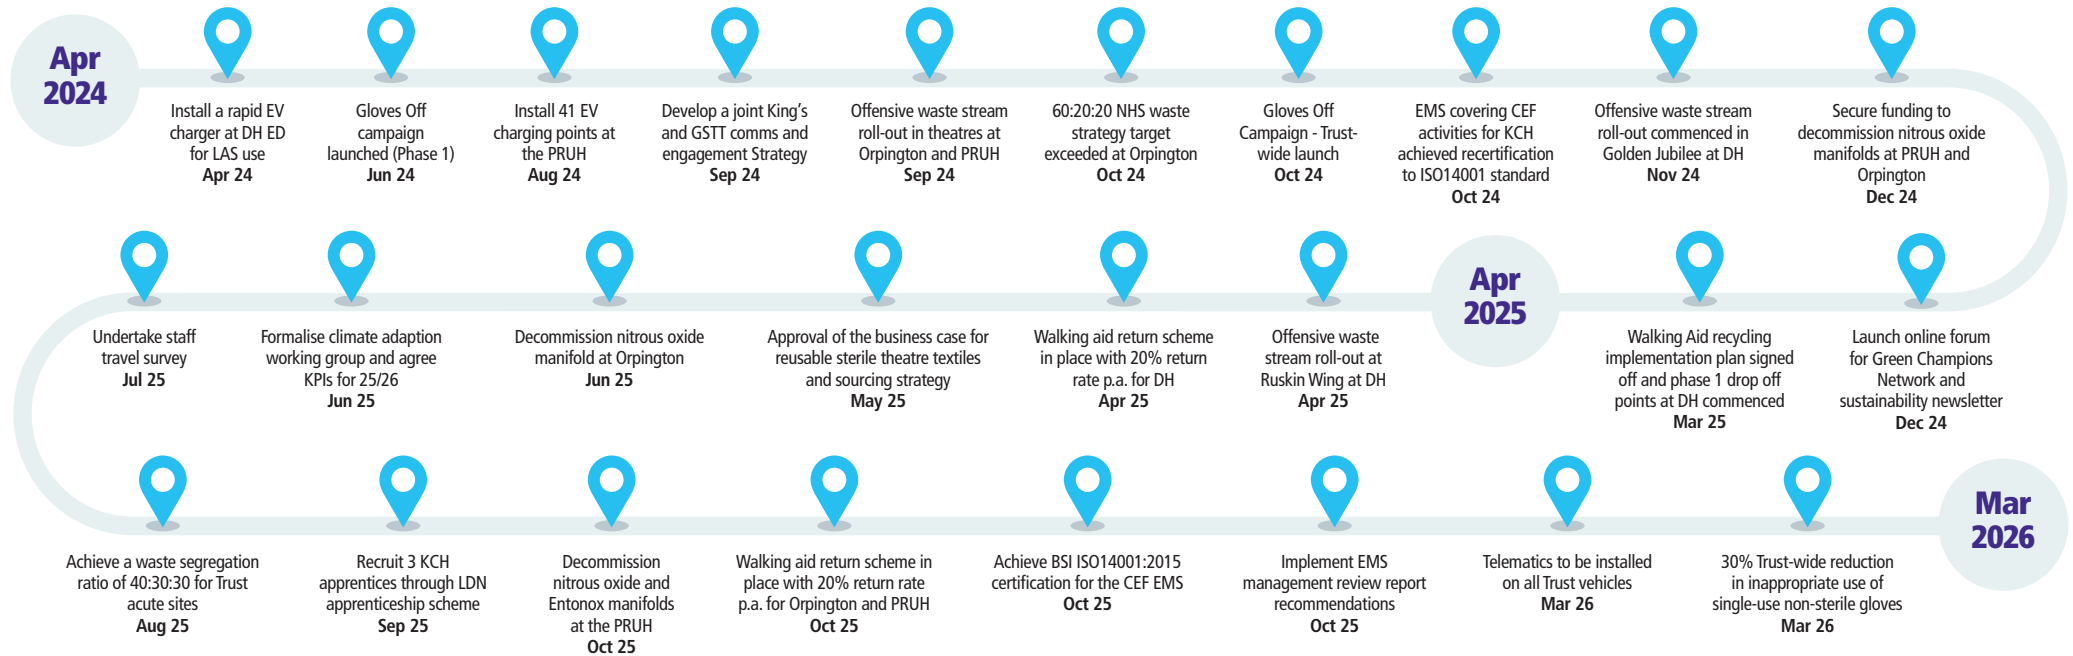 Apr
2024
Install a rapid EV
charger at DH ED
for LAS use
Apr 24
Gloves Off
campaign
launched (Phase 1)
Jun 24
Install 41 EV
charging points at
the PRUH
Aug 24
Develop a joint King's
and GSTT comms and
engagement Strategy
Sep 24
Offensive waste stream
roll-out in theatres at
Orpington and PRUH
Sep 24
60:20:20 NHS waste
strategy target
exceeded at Orpington
Oct 24
Gloves Off
Campaign - Trust-
wide launch
Oct 24
EMS covering CEF
activities for KCH
achieved recertification
to ISO14001 standard
Oct 24
Offensive waste stream
roll-out commenced in
Golden Jubilee at DH
Nov 24
Secure funding to
decommission nitrous oxide
manifolds at PRUH and
Orpington
Dec 24
Launch online forum
for Green Champions
Network and
sustainability newsletter
Dec 24
Walking Aid recycling
implementation plan signed
off and phase 1 drop off
points at DH commenced
Mar 25
Apr
2025
Offensive waste
stream roll-out at
Ruskin Wing at DH
Apr 25
Walking aid return scheme
in place with 20% return
rate p.a. for DH
Apr 25
Approval of the business case for
reusable sterile theatre textiles
and sourcing strategy
May 25
Decommission nitrous oxide
manifold at Orpington
Jun 25
Formalise climate adaption
working group and agree
KPIs for 25/26
Jun 25
Undertake staff
travel survey
Jul 25
Achieve a waste segregation
ratio of 40:30:30 for Trust
acute sites
Aug 25
Recruit 3 KCH
apprentices through LDN
apprenticeship scheme
Sep 25
Decommission
nitrous oxide and
Entonox manifolds
at the PRUH
Oct 25
Walking aid return scheme in
place with 20% return rate
p.a. for Orpington and PRUH
Oct 25
Achieve BSI ISO14001:2015
certification for the CEF EMS
Oct 25
Implement EMS
management review report
recommendations
Oct 25
Telematics to be installed
on all Trust vehicles
Mar 26
30% Trust-wide reduction
in inappropriate use of
single-use non-sterile gloves
Mar 26
Mar
2026